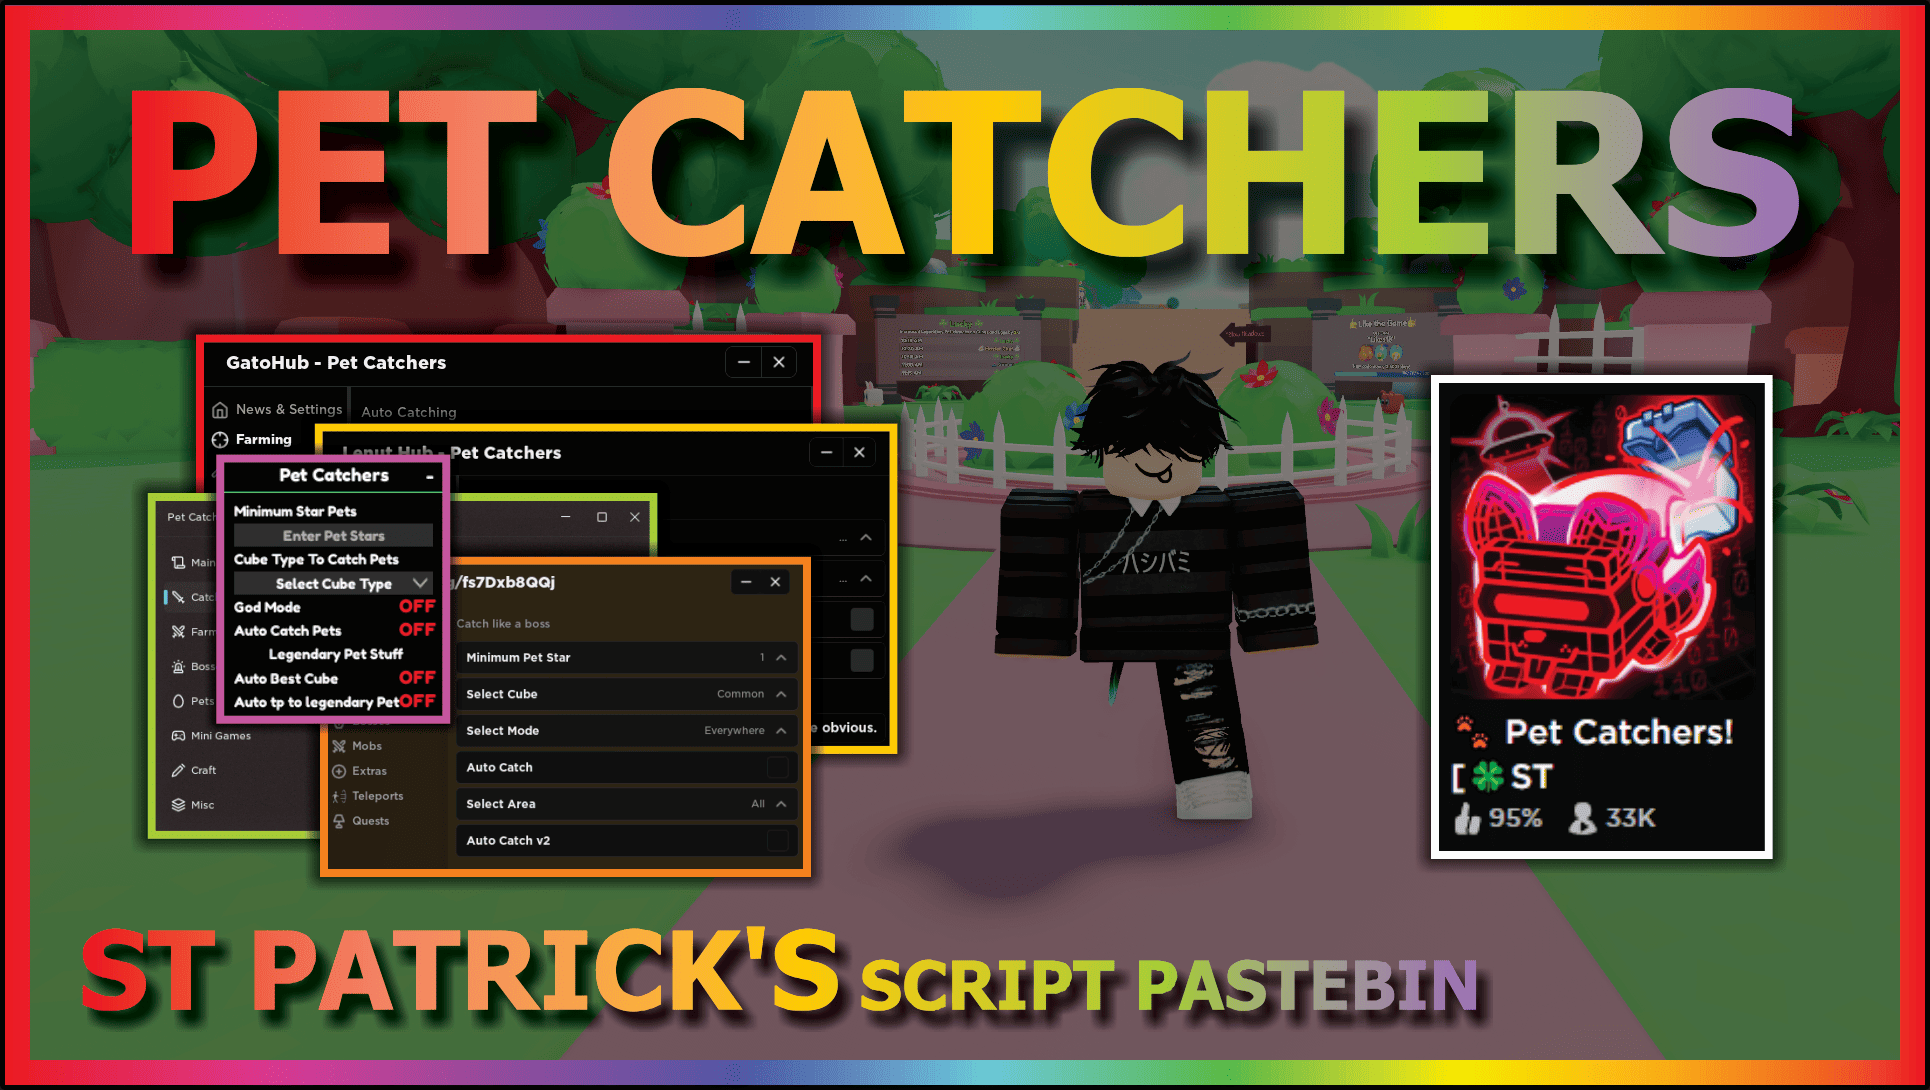 PET CATCHERS
Like the Game
GatoHub - Pet Catchers
News & Settings
Auto Catching
Farming
Pet Catchers
Pet Catchers
-
Minimum Star Pets
Enter Pet Stars
Cube Type To Catch Pets
Select Cube Type
God Mode OFF
Auto Catch Pets OFF
Legendary Pet Stuff
Auto Best Cube OFF
Auto tp to legendary Pet OFF
Pet Catch
Main
Catc
Farm
Boss
Pets
Mini Games
Craft
Misc
... 
...
e obvious.
/fs7Dxb8QQj
Catch like a boss
Minimum Pet Star 1
Select Cube Common
Select Mode Everywhere
Auto Catch
Select Area All
Auto Catch v2
Mobs
Extras
Teleports
Quests
ハシバミ
Pet Catchers!
[🍀ST
95% 33K
ST PATRICK'S SCRIPT PASTEBIN